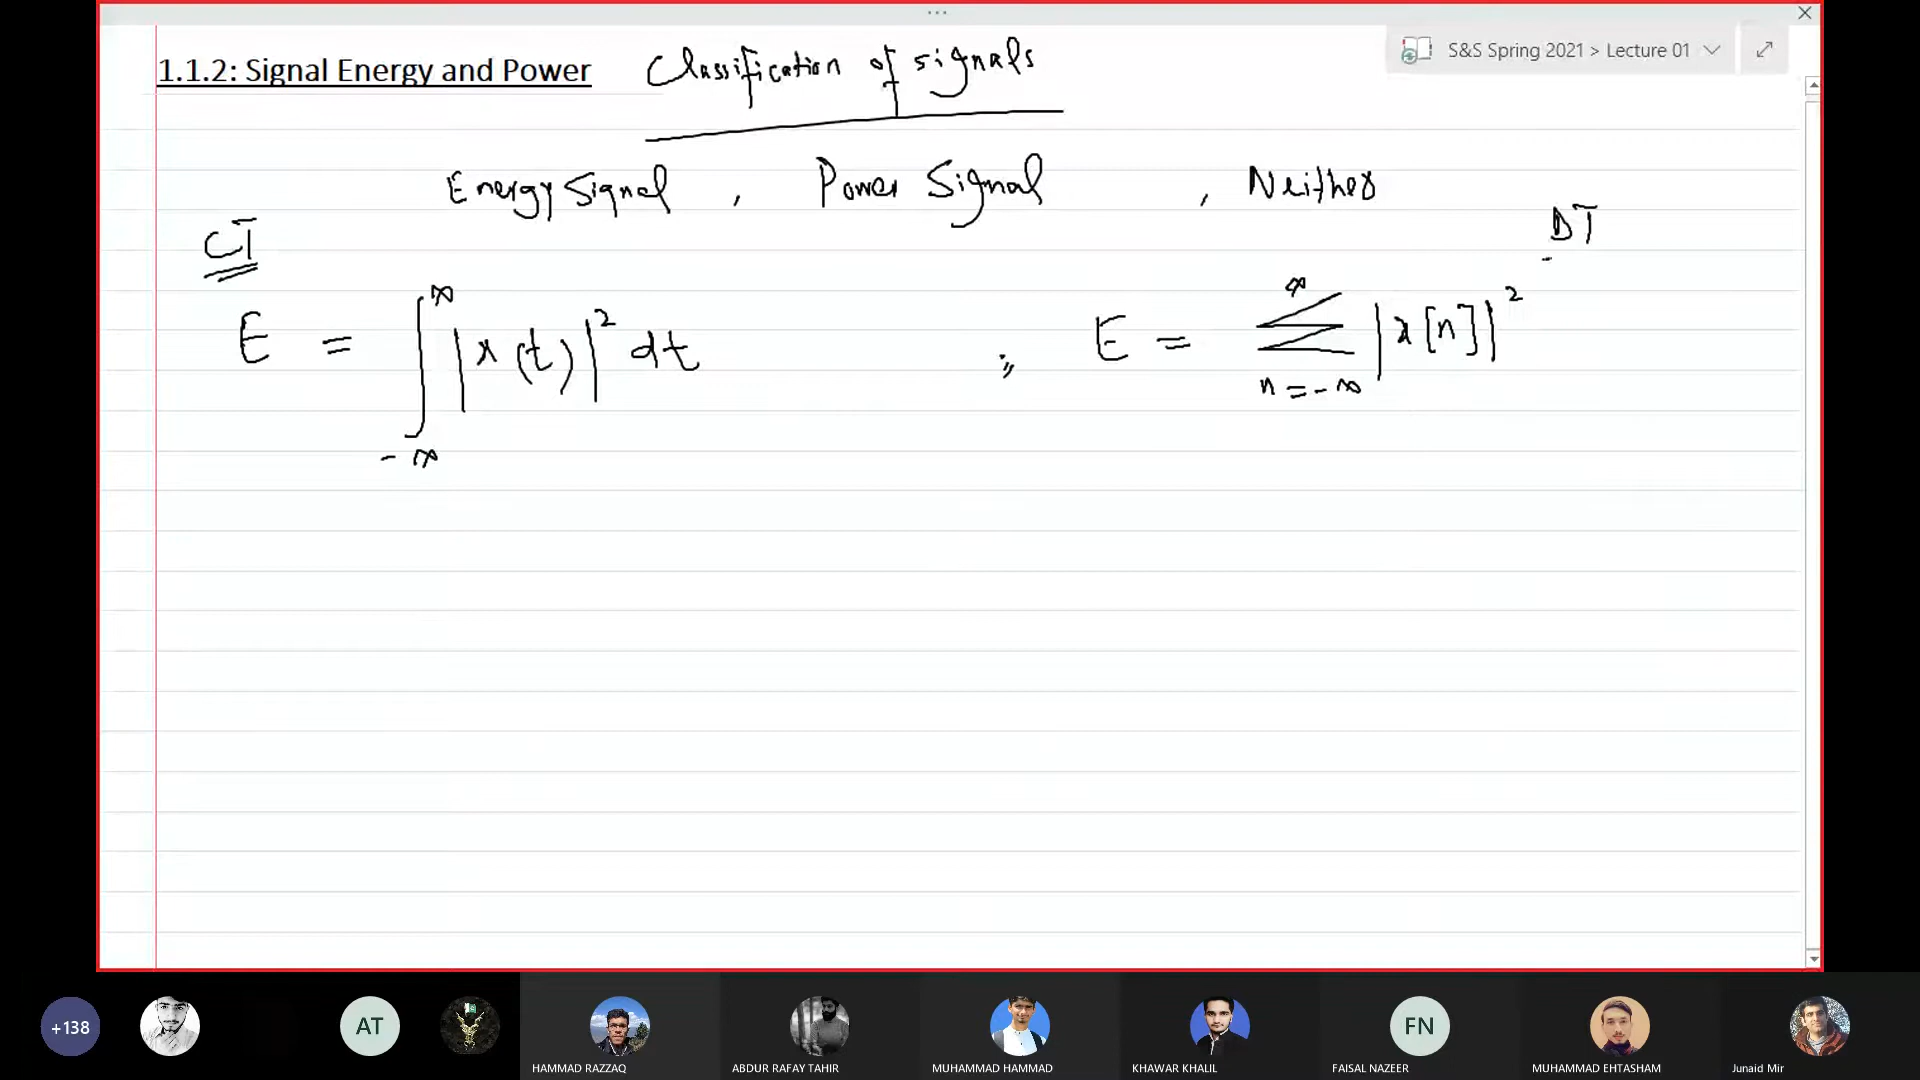 1.1.2: Signal Energy and Power Classification of signals
S&S Spring 2021 > Lecture 01
Energy Signal , Power Signal , Neither
CT
DT
E = ∫_{-∞}^{∞} |x(t)|² dt ; E = Σ_{n=-∞}^{∞} |x[n]|²
+138
AT
HAMMAD RAZZAQ
ABDUR RAFAY TAHIR
MUHAMMAD HAMMAD
KHAWAR KHALIL
FN
FAISAL NAZEER
MUHAMMAD EHTASHAM
Junaid Mir